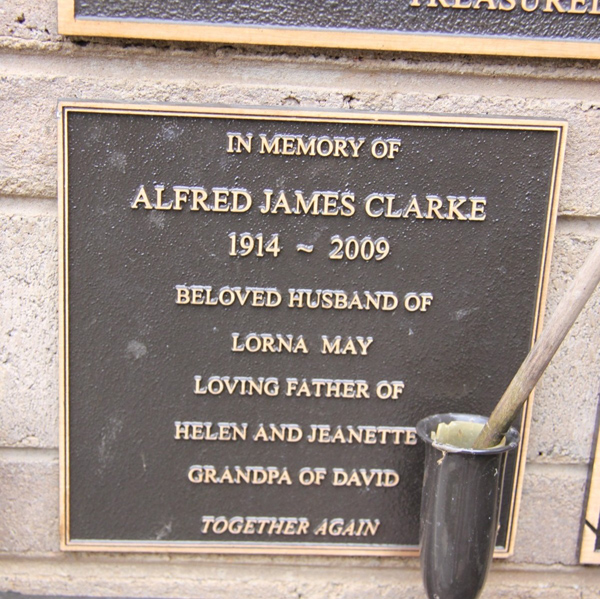 TREASURED
IN MEMORY OF
ALFRED JAMES CLARKE
1914 ~ 2009
BELOVED HUSBAND OF
LORNA MAY
LOVING FATHER OF
HELEN AND JEANETTE
GRANDPA OF DAVID
TOGETHER AGAIN